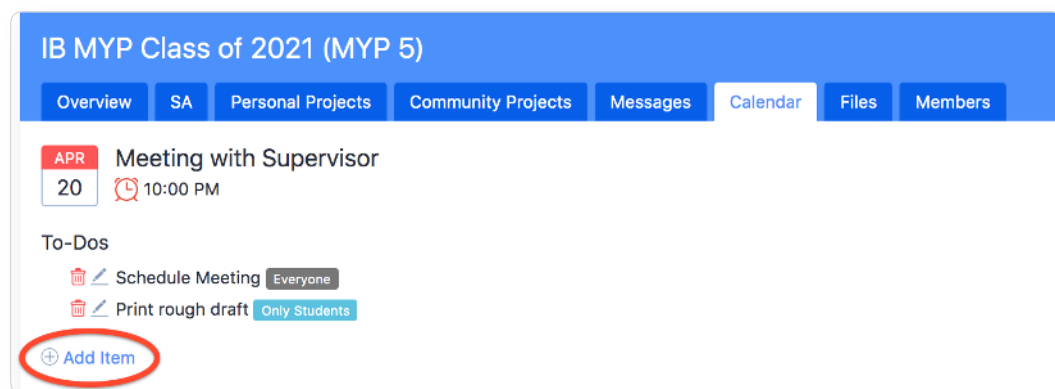 IB MYP Class of 2021 (MYP 5)
Overview SA Personal Projects Community Projects Messages Calendar Files Members
APR
20
Meeting with Supervisor
10:00 PM
To-Dos
Schedule Meeting Everyone
Print rough draft Only Students
Add Item